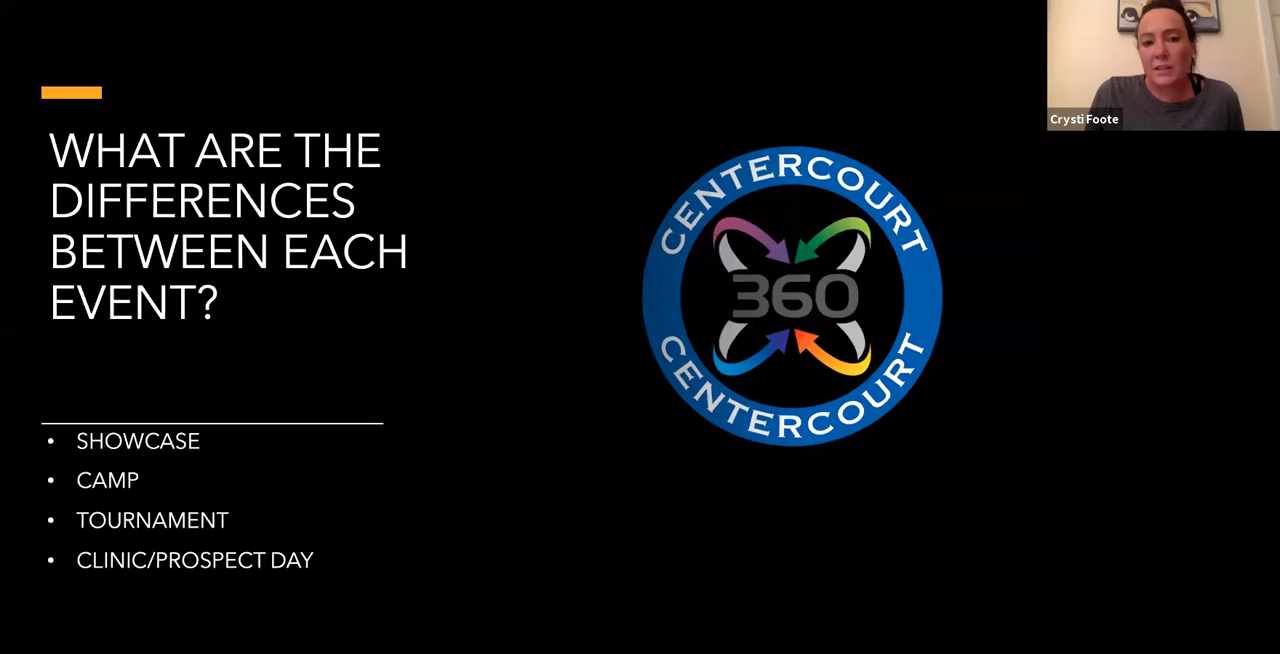 WHAT ARE THE
DIFFERENCES
BETWEEN EACH
EVENT?
• SHOWCASE
• CAMP
• TOURNAMENT
• CLINIC/PROSPECT DAY
CENTERCOURT
360
CENTERCOURT
Crysti Foote